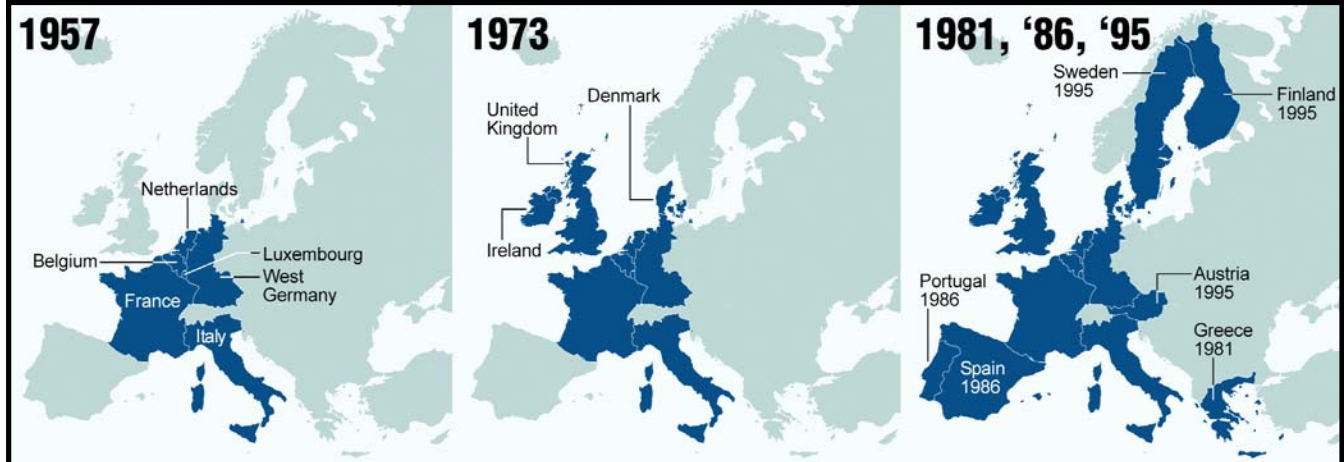 1957
Netherlands
Belgium
Luxembourg
West
Germany
France
Italy
1973
Denmark
United
Kingdom
Ireland
1981, ‘86, ‘95
Sweden
1995
Finland
1995
Portugal
1986
Austria
1995
Greece
1981
Spain
1986